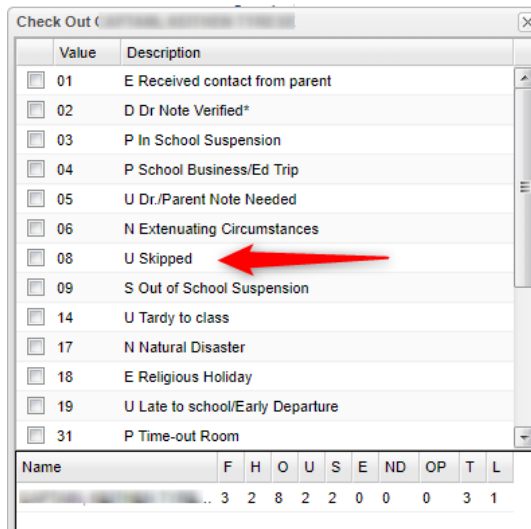 Check Out
Value Description
01 E Received contact from parent
02 D Dr Note Verified*
03 P In School Suspension
04 P School Business/Ed Trip
05 U Dr./Parent Note Needed
06 N Extenuating Circumstances
08 U Skipped
09 S Out of School Suspension
14 U Tardy to class
17 N Natural Disaster
18 E Religious Holiday
19 U Late to school/Early Departure
31 P Time-out Room
Name F H O U S E ND OP T L
3 2 8 2 2 0 0 0 3 1